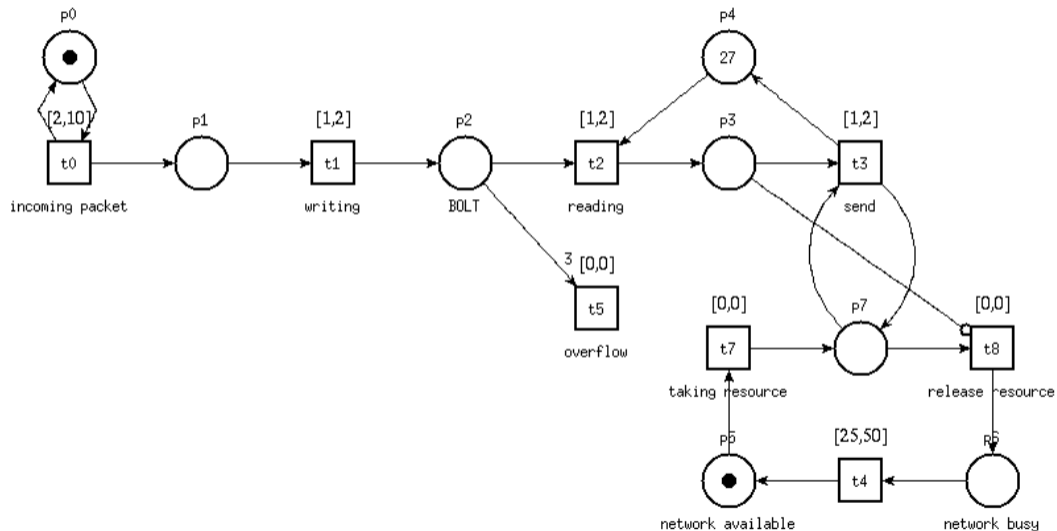 p0
p4
27
[2,10]
p1
[1,2]
p2
[1,2]
p3
[1,2]
t0
t1
t2
t3
incoming packet
writing
BOLT
reading
send
3
[0,0]
t5
overflow
[0,0]
p7
[0,0]
t7
t8
taking resource
release resource
p5
[25,50]
p6
t4
network available
network busy